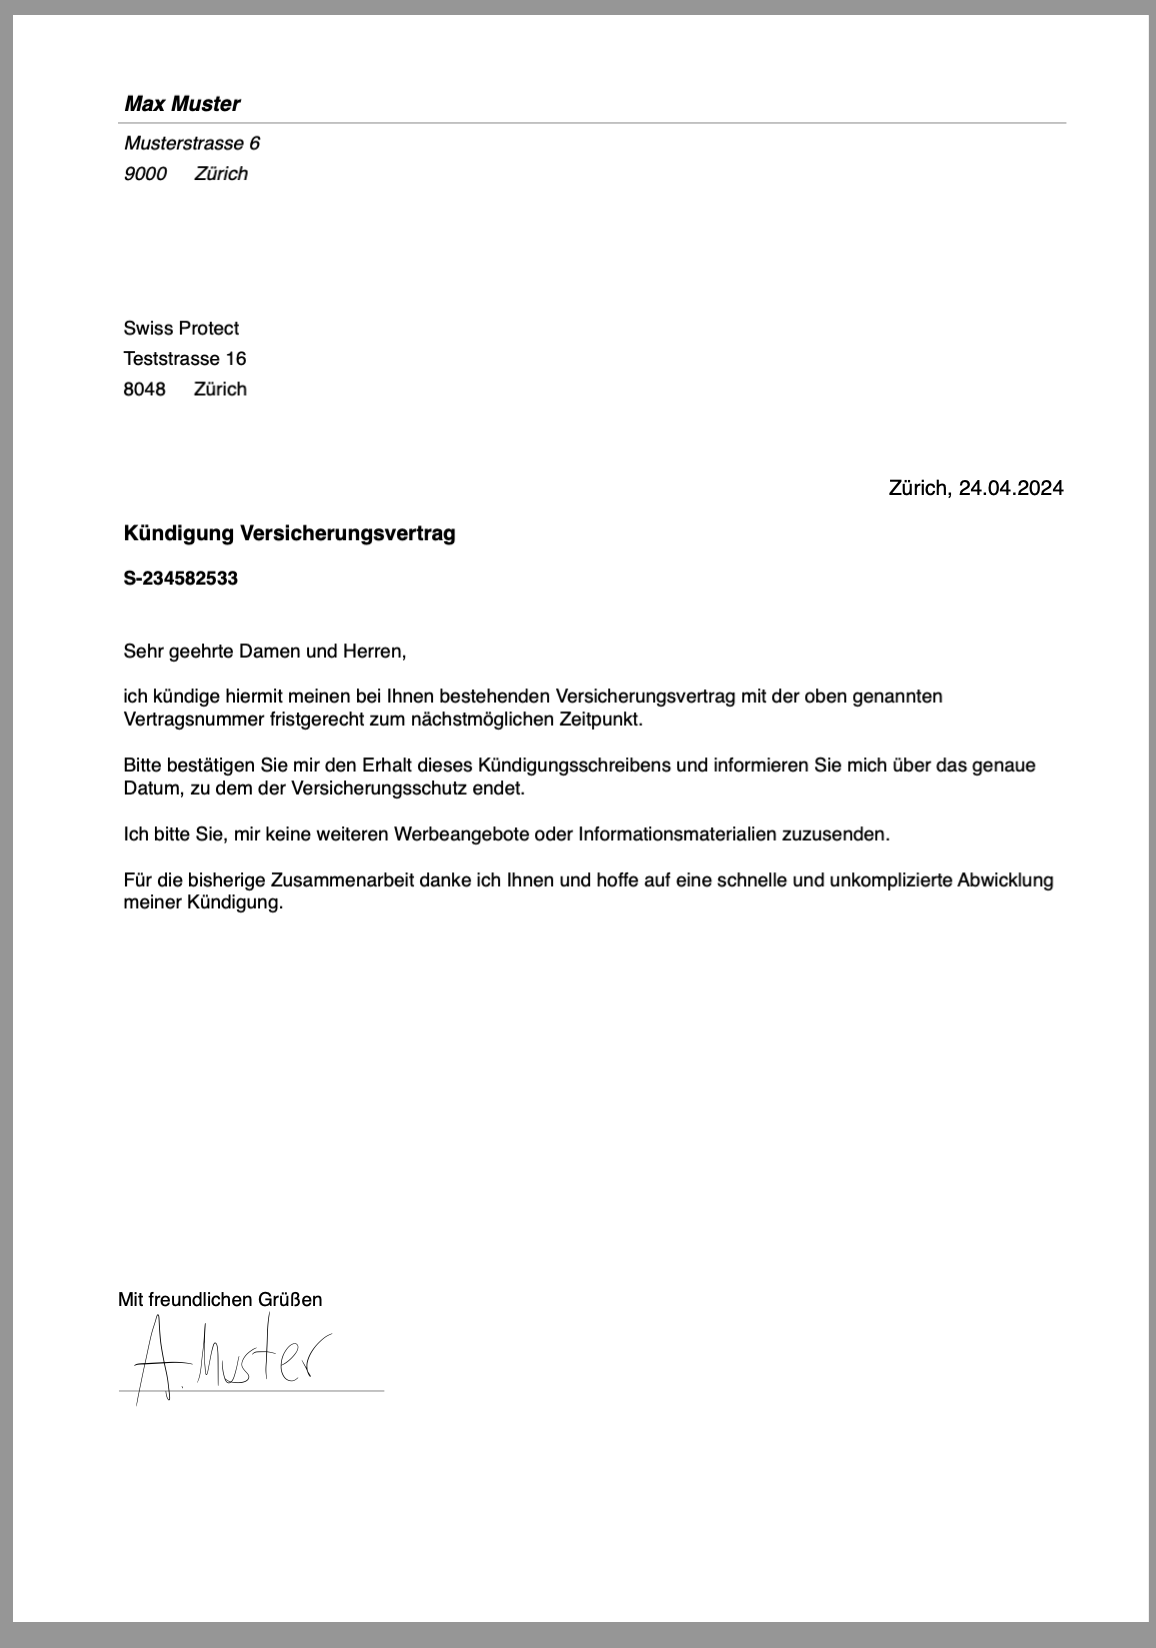 Max Muster
Musterstrasse 6
9000 Zürich
Swiss Protect
Teststrasse 16
8048 Zürich
Zürich, 24.04.2024
Kündigung Versicherungsvertrag
S-234582533
Sehr geehrte Damen und Herren,
ich kündige hiermit meinen bei Ihnen bestehenden Versicherungsvertrag mit der oben genannten
Vertragsnummer fristgerecht zum nächstmöglichen Zeitpunkt.
Bitte bestätigen Sie mir den Erhalt dieses Kündigungsschreibens und informieren Sie mich über das genaue
Datum, zu dem der Versicherungsschutz endet.
Ich bitte Sie, mir keine weiteren Werbeangebote oder Informationsmaterialien zuzusenden.
Für die bisherige Zusammenarbeit danke ich Ihnen und hoffe auf eine schnelle und unkomplizierte Abwicklung
meiner Kündigung.
Mit freundlichen Grüßen
A. Muster